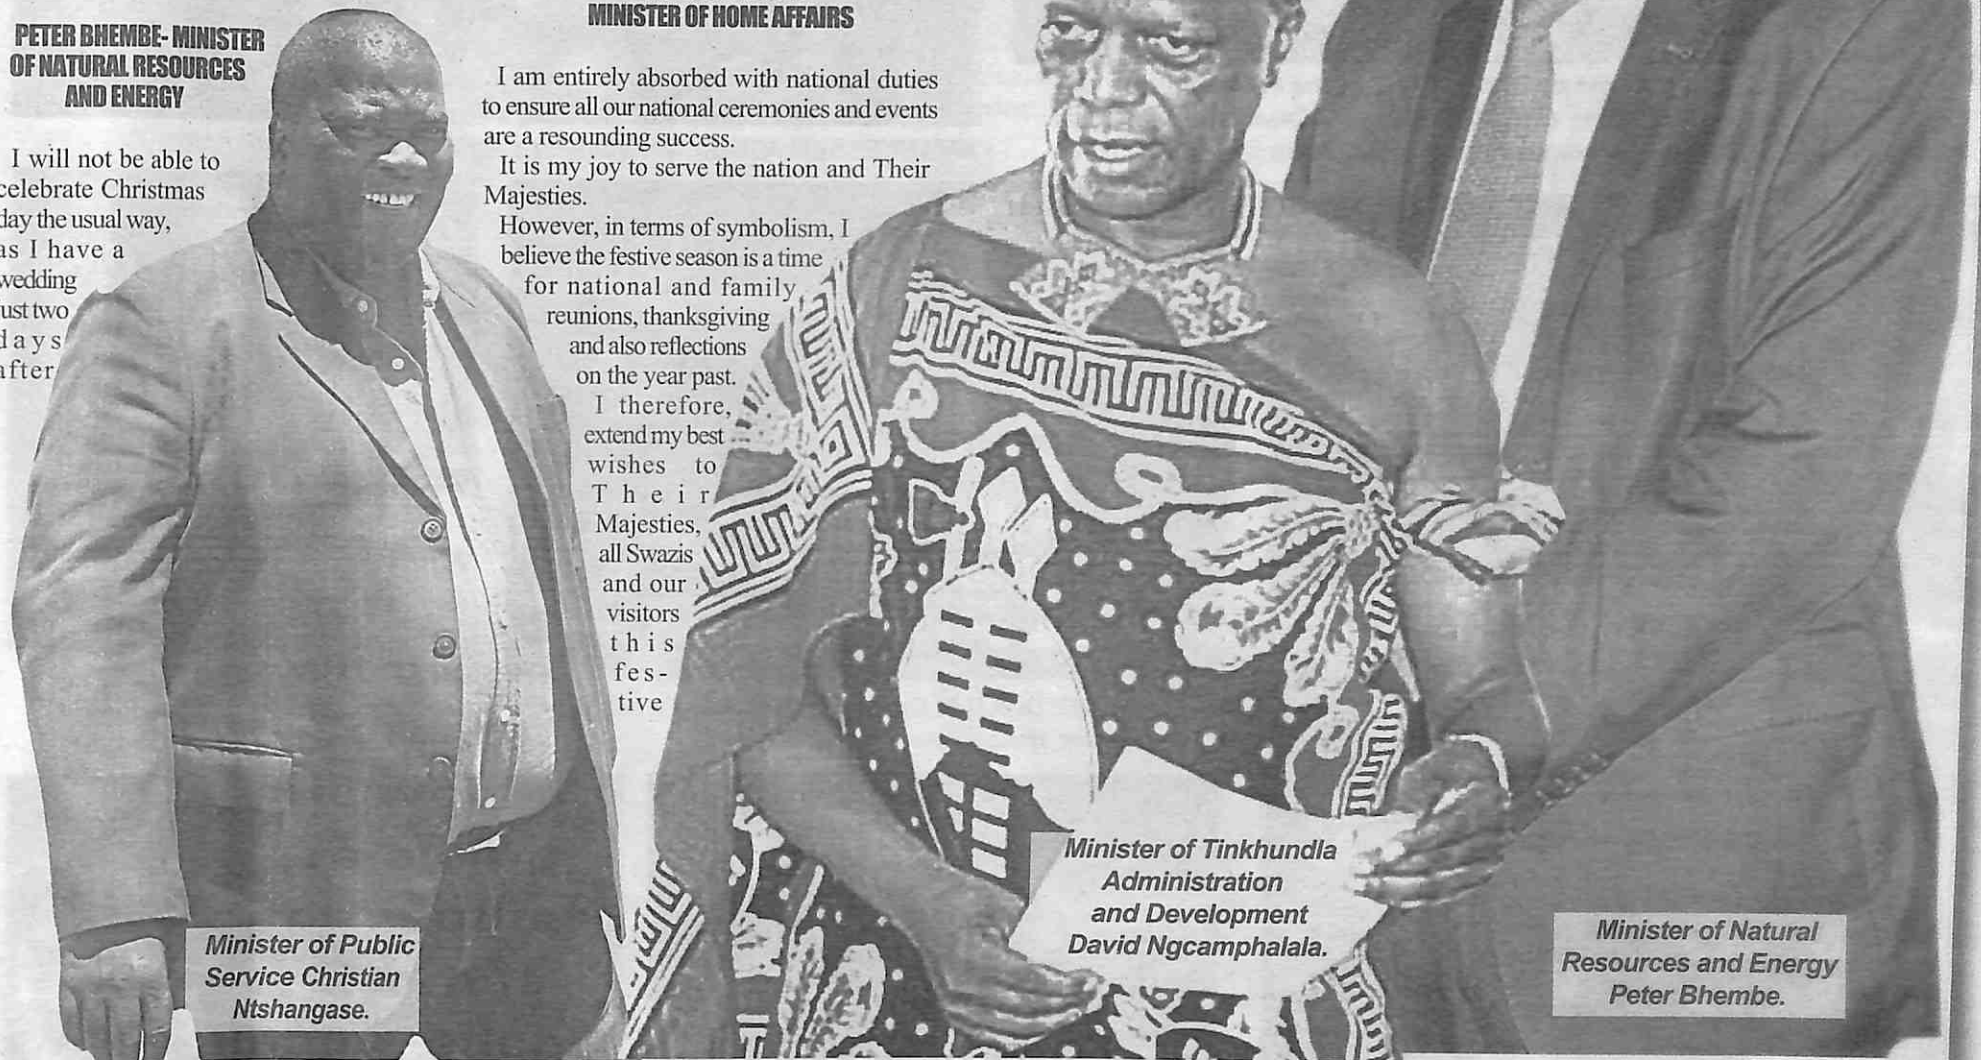 PETER BHEMBE- MINISTER
OF NATURAL RESOURCES
AND ENERGY
I will not be able to
celebrate Christmas
day the usual way,
as I have a
wedding
just two
days
after
MINISTER OF HOME AFFAIRS
I am entirely absorbed with national duties
to ensure all our national ceremonies and events
are a resounding success.
It is my joy to serve the nation and Their
Majesties.
However, in terms of symbolism, I
believe the festive season is a time
for national and family
reunions, thanksgiving
and also reflections
on the year past.
I therefore,
extend my best
wishes to
Their
Majesties,
all Swazis
and our
visitors
this
fes-
tive
Minister of Public
Service Christian
Ntshangase.
Minister of Tinkhundla
Administration
and Development
David Ngcamphalala.
Minister of Natural
Resources and Energy
Peter Bhembe.